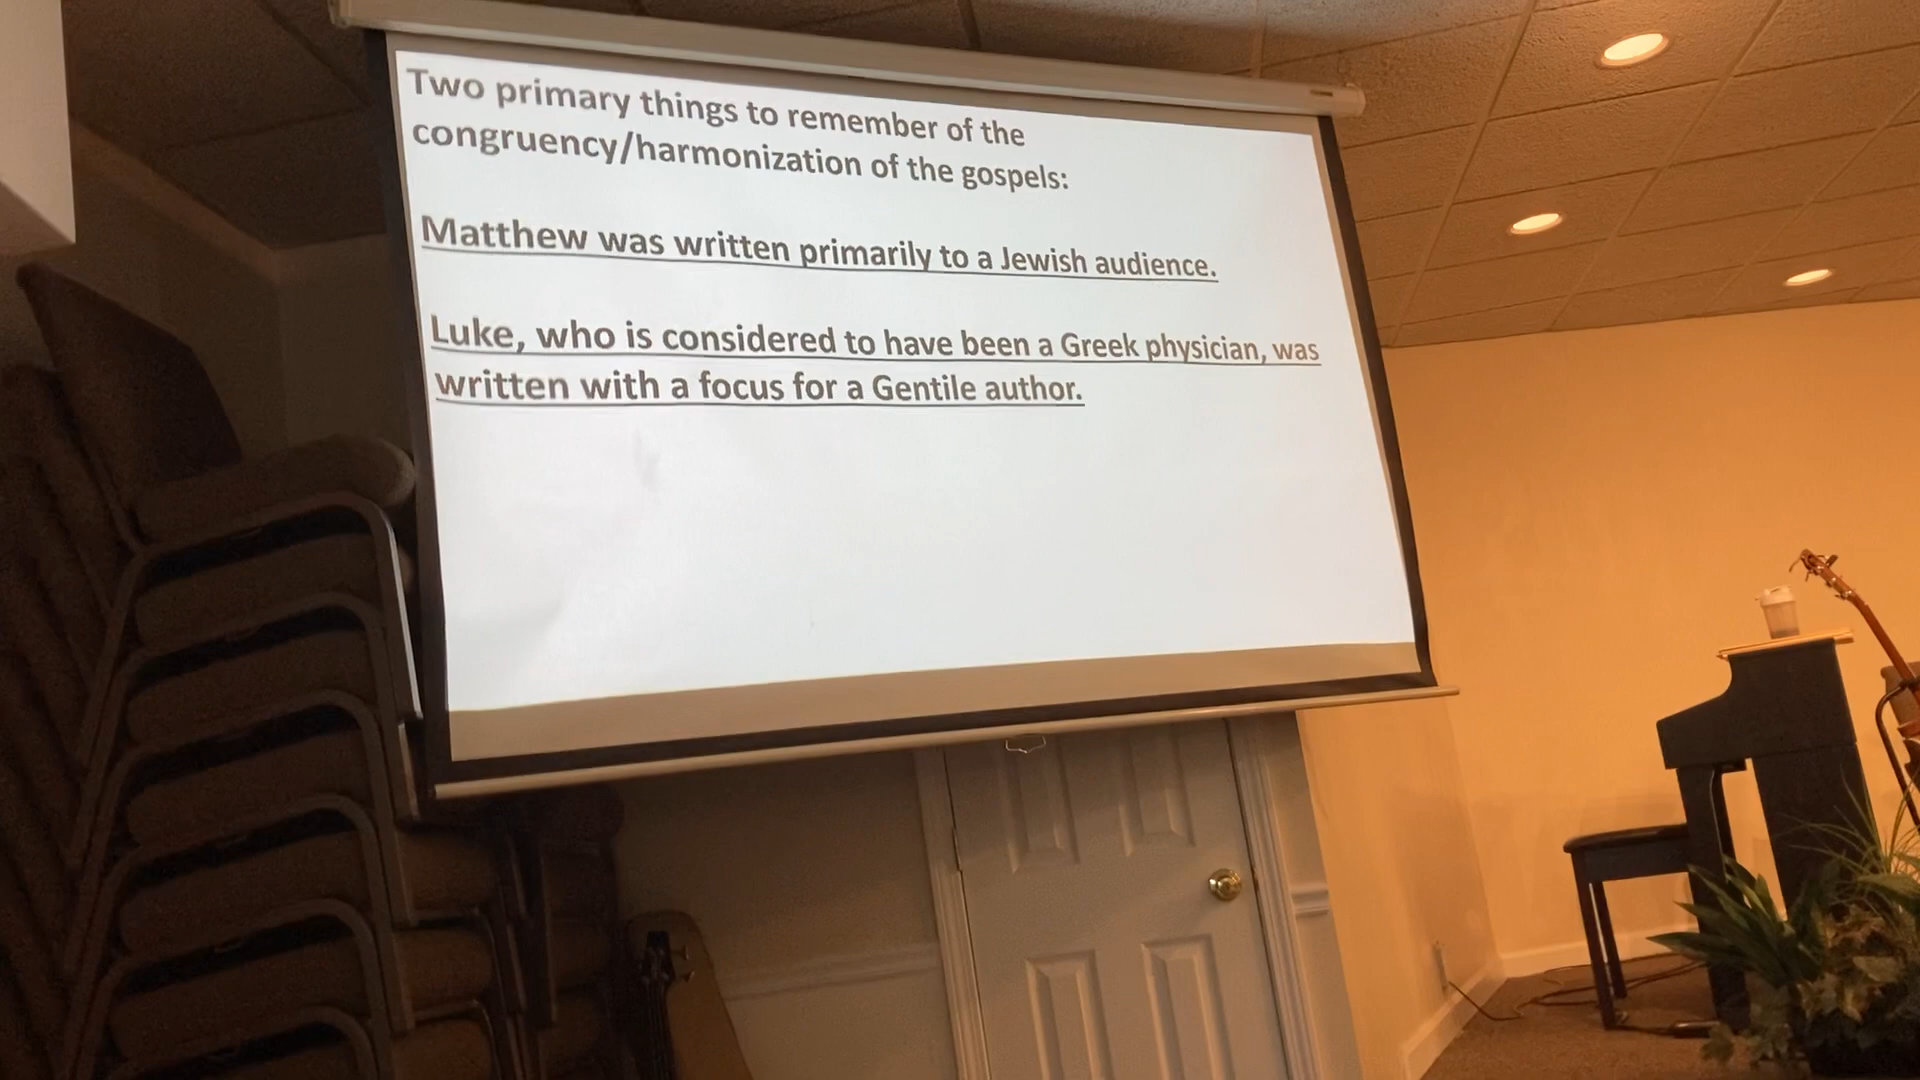 Two primary things to remember of the
congruency/harmonization of the gospels:
Matthew was written primarily to a Jewish audience.
Luke, who is considered to have been a Greek physician, was
written with a focus for a Gentile author.